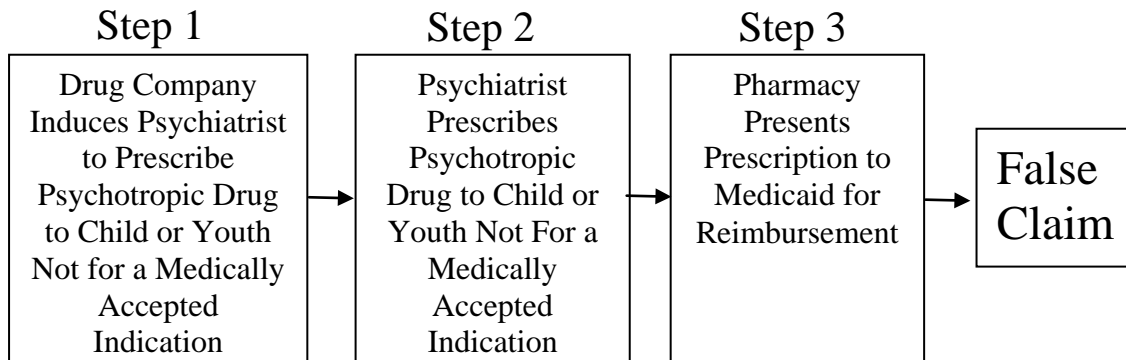 Step 1
Drug Company
Induces Psychiatrist
to Prescribe
Psychotropic Drug
to Child or Youth
Not for a Medically
Accepted
Indication
Step 2
Psychiatrist
Prescribes
Psychotropic
Drug to Child or
Youth Not For a
Medically
Accepted
Indication
Step 3
Pharmacy
Presents
Prescription to
Medicaid for
Reimbursement
False
Claim